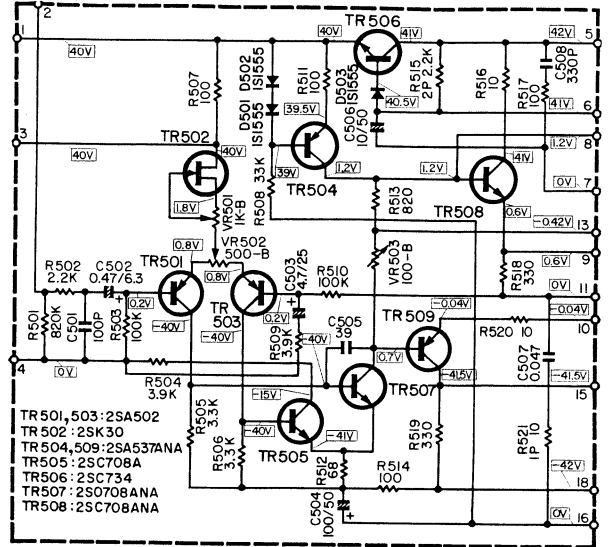 2
TR506
1
40V
40V
41V
42V
5
R507
100
D502
1S1555
D501
1S1555
R511
100
D503
1S1555
R515
2P 2.2K
R516
10
C508
330P
R517
100
40.5V
41V
6
C506
10/50
39.5V
TR502
3
40V
40V
39V
TR504
1.2V
1.2V
41V
1.2V
8
33K
R508
1.8V
VR501
1K-B
R513
820
TR508
0V
7
0.6V
-0.42V
13
VR502
500-B
TR501
0.8V
0.8V
VR503
100-B
0.6V
9
R518
330
R502
2.2K
C502
0.47/6.3
C503
4.7/25
R510
100K
0V
11
R501
820K
C501
100P
R503
100K
0.2V
TR
503
0.2V
-0.04V
-0.04V
10
TR509
R520
10
C505
39
-40V
-40V
-40V
R509
3.9K
0.7V
C507
0.047
4
0V
R504
3.9K
-41.5V
-41.5V
15
TR507
-15V
R505
3.3K
R506
3.3K
-40V
-41V
TR505
R519
330
R521
1P 10
R512
68
R514
100
-42V
18
C504
100/50
0V
16
TR501,503:2SA502
TR502:2SK30
TR504,509:2SA537ANA
TR505:2SC708A
TR506:2SC734
TR507:2SO708ANA
TR508:2SC708ANA